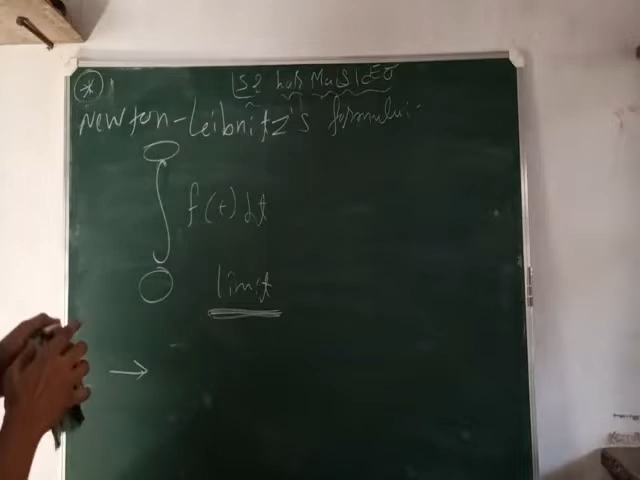 Newton-Leibnitz's formula:
∫ f(t)dt
limit
→